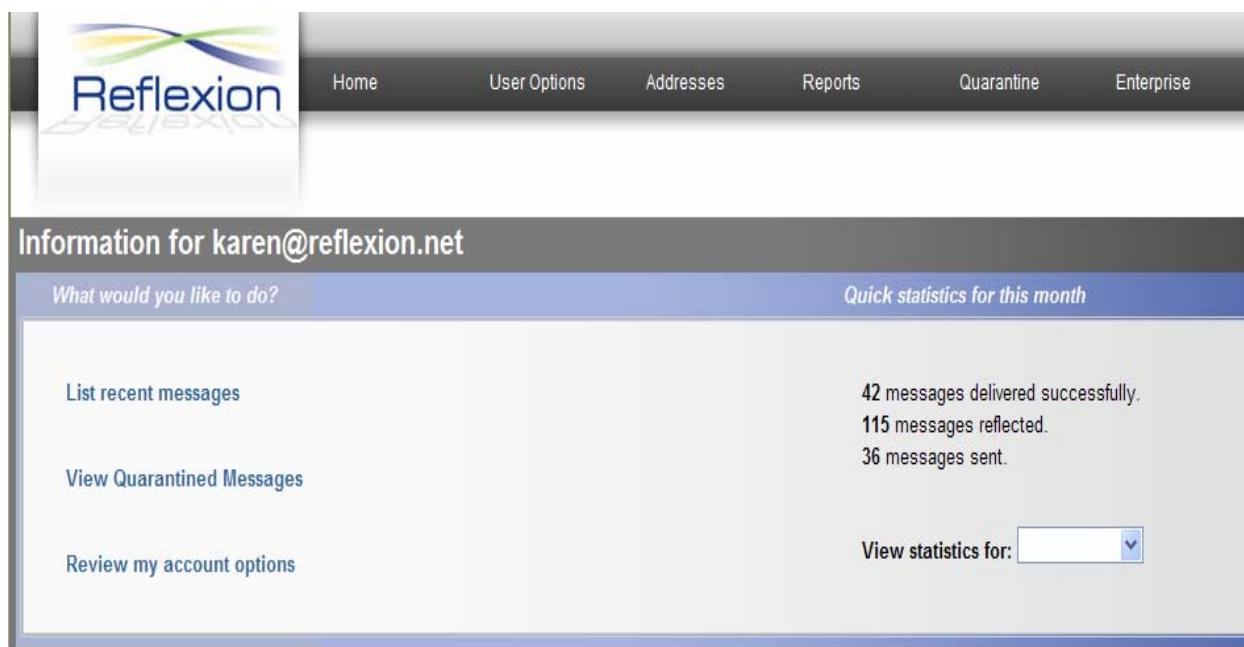 Reflexion
Home User Options Addresses Reports Quarantine Enterprise
Information for karen@reflexion.net
What would you like to do?
Quick statistics for this month
List recent messages
View Quarantined Messages
Review my account options
42 messages delivered successfully.
115 messages reflected.
36 messages sent.
View statistics for: